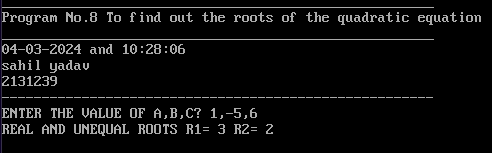 Program No.8 To find out the roots of the quadratic equation
04-03-2024 and 10:28:06
sahil yadav
2131239
ENTER THE VALUE OF A,B,C? 1,-5,6
REAL AND UNEQUAL ROOTS R1= 3 R2= 2